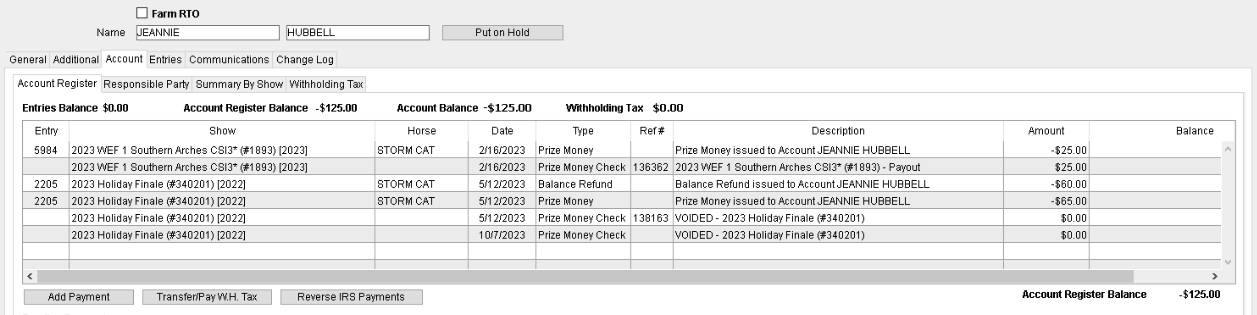 Farm RTO
Name JEANNIE HUBBELL Put on Hold
General Additional Account Entries Communications Change Log
Account Register Responsible Party Summary By Show Withholding Tax
Entries Balance $0.00 Account Register Balance -$125.00 Account Balance -$125.00 Withholding Tax $0.00
Entry Show Horse Date Type Ref# Description Amount Balance
5984 2023 WEF 1 Southern Arches CSI3* (#1893) [2023] STORM CAT 2/16/2023 Prize Money Prize Money issued to Account JEANNIE HUBBELL -$25.00
2023 WEF 1 Southern Arches CSI3* (#1893) [2023] 2/16/2023 Prize Money Check 136362 2023 WEF 1 Southern Arches CSI3* (#1893) - Payout $25.00
2205 2023 Holiday Finale (#340201) [2022] STORM CAT 5/12/2023 Balance Refund Balance Refund issued to Account JEANNIE HUBBELL -$60.00
2205 2023 Holiday Finale (#340201) [2022] STORM CAT 5/12/2023 Prize Money Prize Money issued to Account JEANNIE HUBBELL -$65.00
2023 Holiday Finale (#340201) [2022] 5/12/2023 Prize Money Check 138163 VOIDED - 2023 Holiday Finale (#340201) $0.00
2023 Holiday Finale (#340201) [2022] 10/7/2023 Prize Money Check VOIDED - 2023 Holiday Finale (#340201) $0.00
Add Payment Transfer/Pay W.H. Tax Reverse IRS Payments Account Register Balance -$125.00